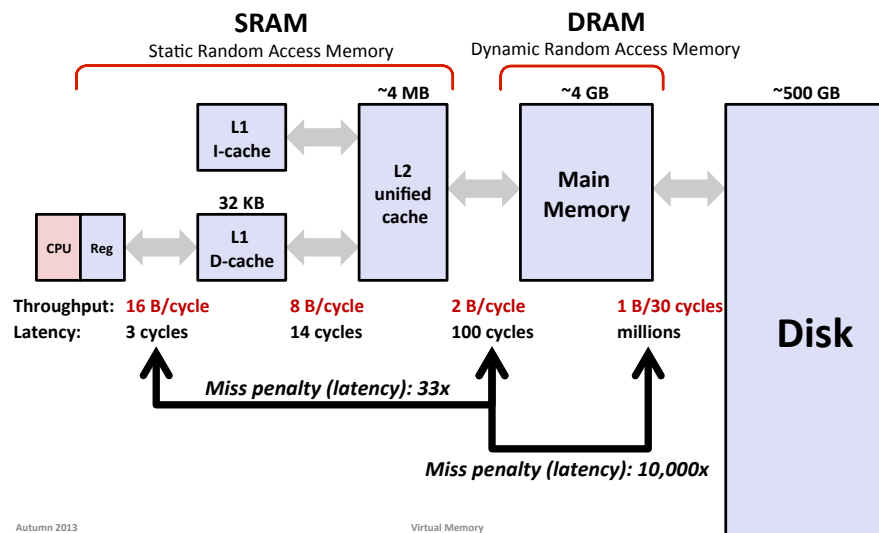 SRAM
Static Random Access Memory
DRAM
Dynamic Random Access Memory
~4 MB
~4 GB
~500 GB
L1
I-cache
L2
unified
cache
Main
Memory
32 KB
CPU
Reg
L1
D-cache
Disk
Throughput: 16 B/cycle 8 B/cycle 2 B/cycle 1 B/30 cycles
Latency: 3 cycles 14 cycles 100 cycles millions
Miss penalty (latency): 33x
Miss penalty (latency): 10,000x
Autumn 2013
Virtual Memory